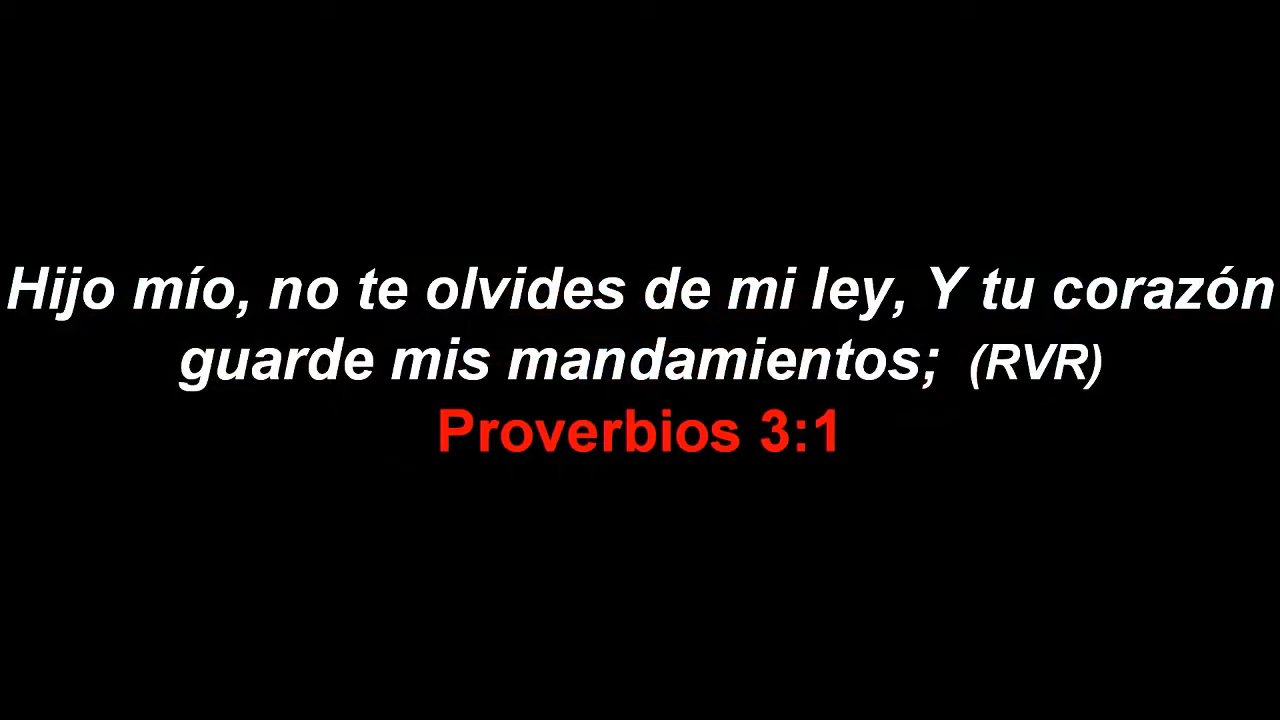 Hijo mío, no te olvides de mi ley, Y tu corazón
guarde mis mandamientos; (RVR)
Proverbios 3:1